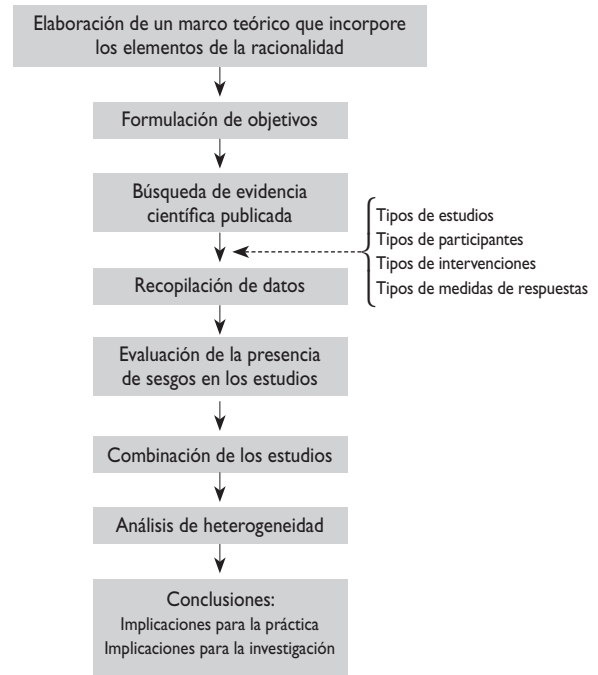 Elaboración de un marco teórico que incorpore
los elementos de la racionalidad
Formulación de objetivos
Búsqueda de evidencia
científica publicada
Tipos de estudios
Tipos de participantes
Tipos de intervenciones
Tipos de medidas de respuestas
Recopilación de datos
Evaluación de la presencia
de sesgos en los estudios
Combinación de los estudios
Análisis de heterogeneidad
Conclusiones:
Implicaciones para la práctica
Implicaciones para la investigación